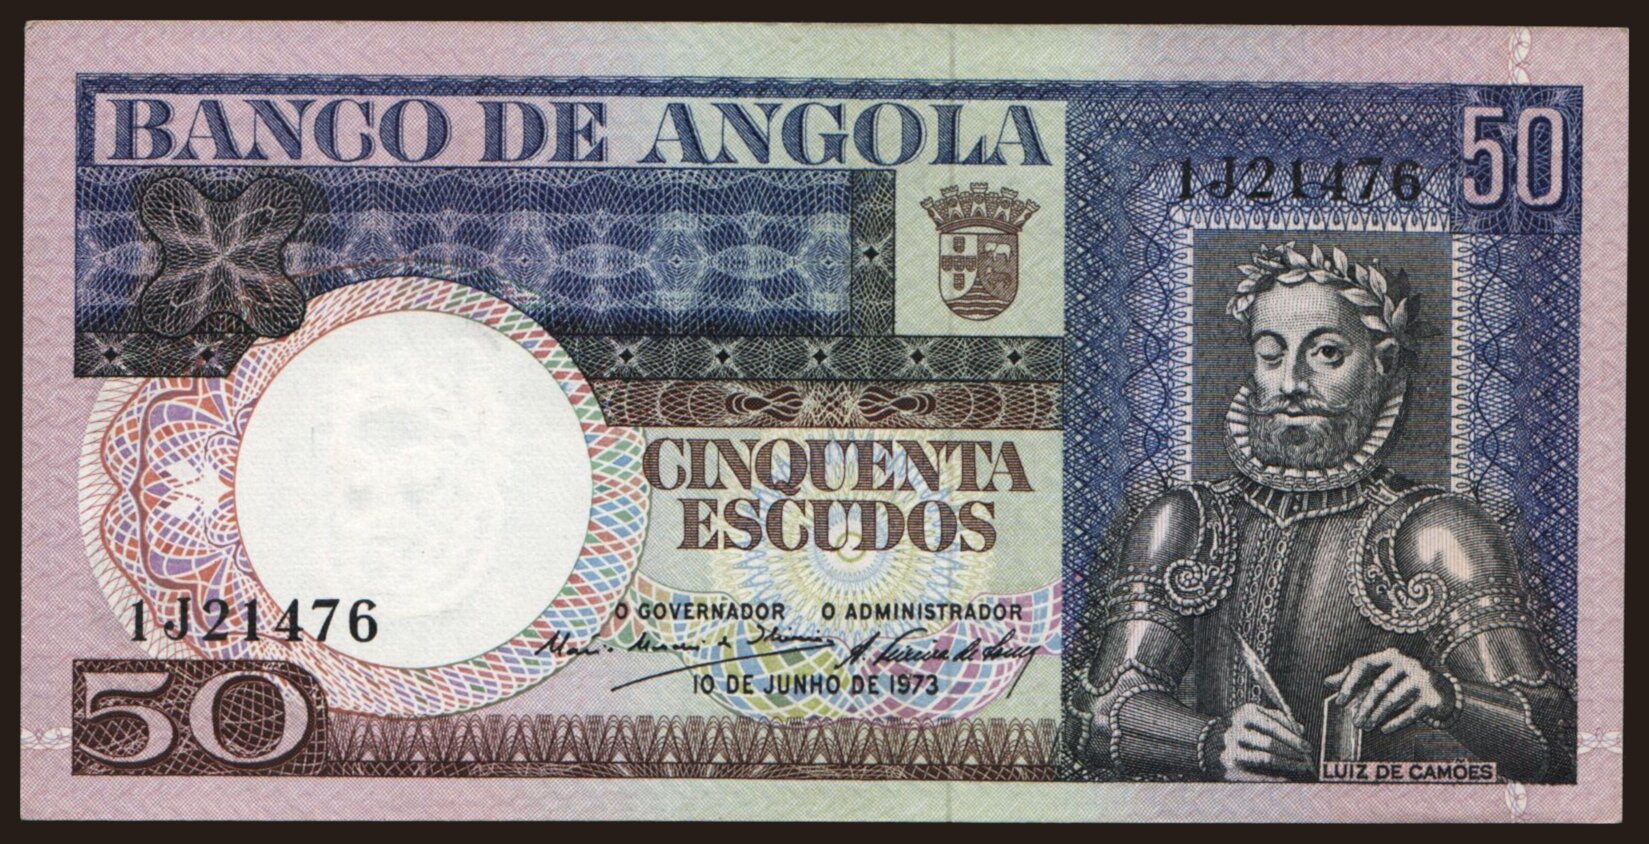 BANCO DE ANGOLA
50
1J21476
CINQUENTA
ESCUDOS
O GOVERNADOR O ADMINISTRADOR
10 DE JUNHO DE 1973
1J21476
50
LUIZ DE CAMÕES